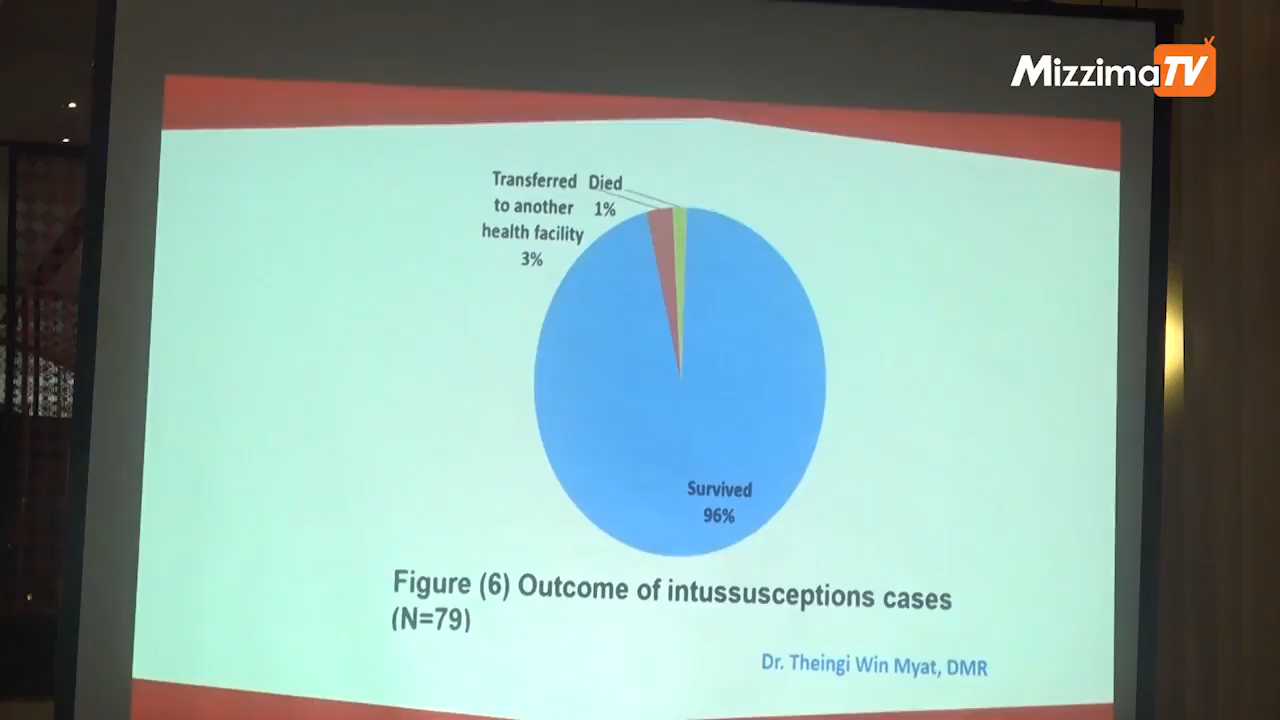 MizzimaTV
Transferred
to another
health facility
3%
Died
1%
Survived
96%
Figure (6) Outcome of intussusceptions cases
(N=79)
Dr. Theingi Win Myat, DMR